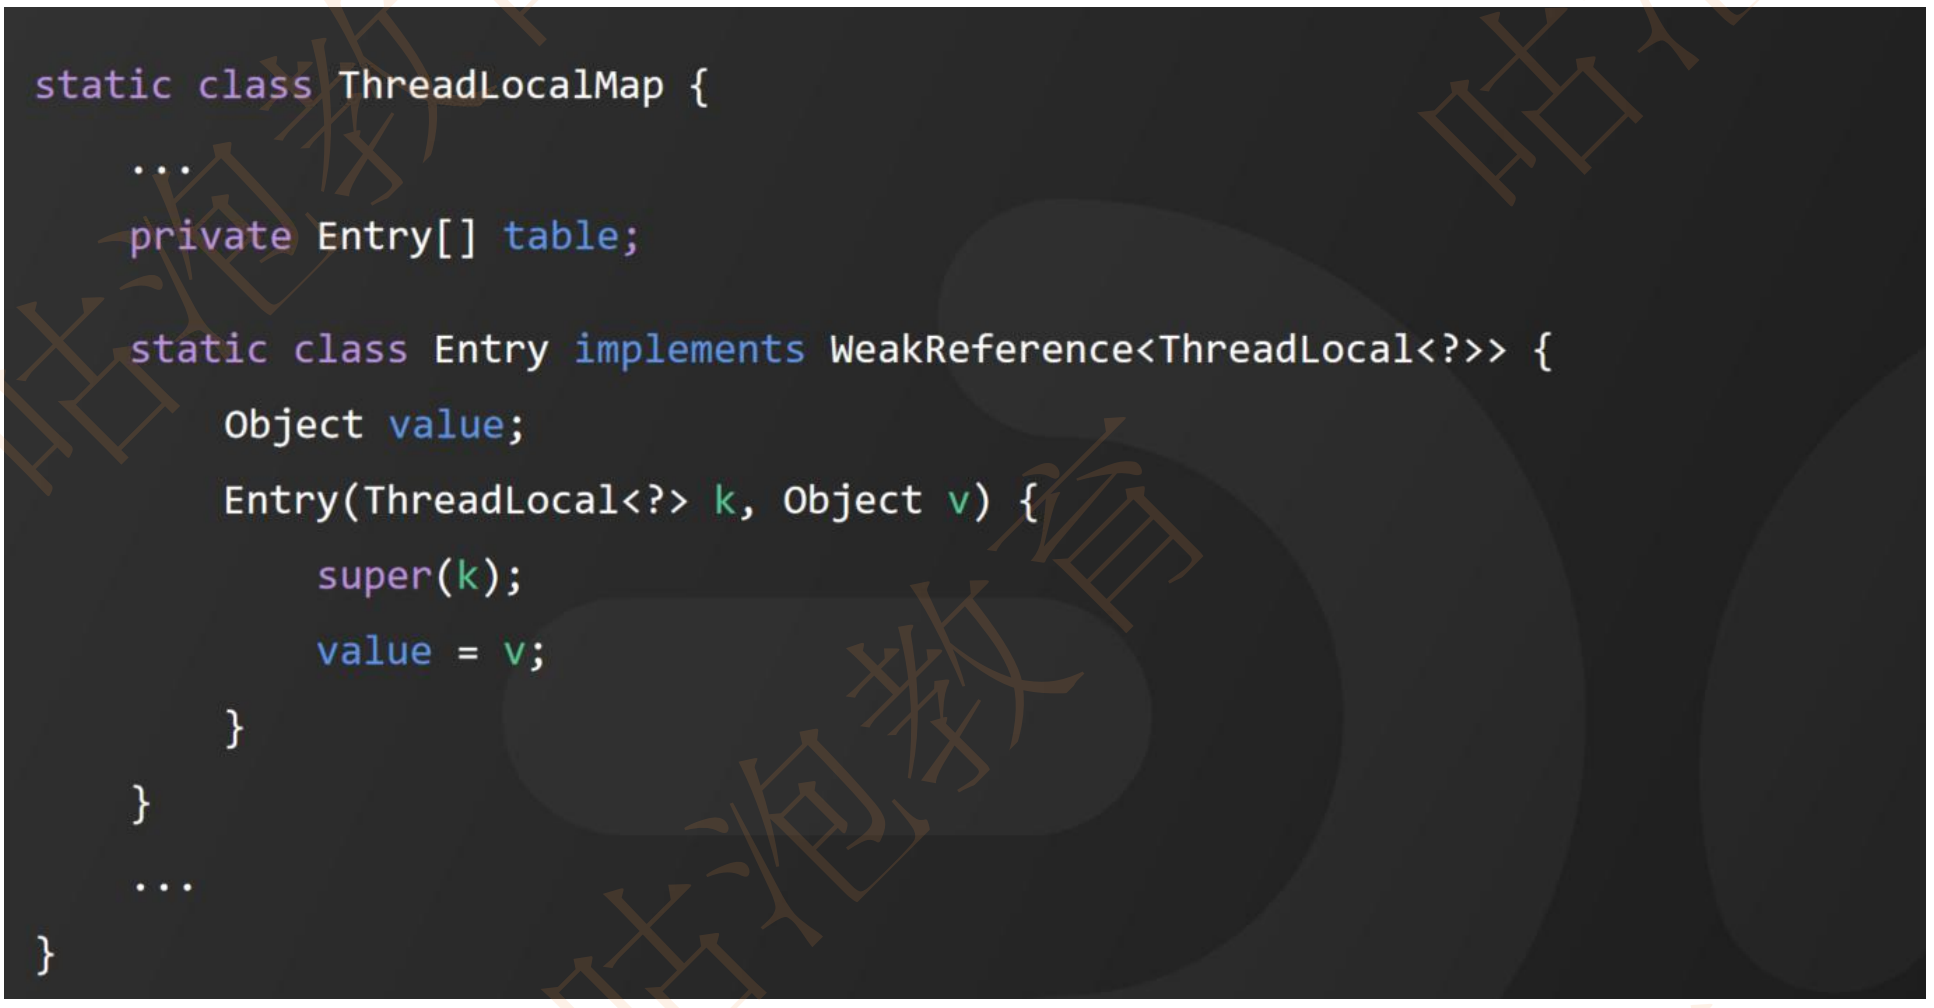 static class ThreadLocalMap {
...
private Entry[] table;
static class Entry implements WeakReference<ThreadLocal<?>> {
Object value;
Entry(ThreadLocal<?> k, Object v) {
super(k);
value = v;
}
}
...
}
咕泡教育
咕泡教育
咕泡